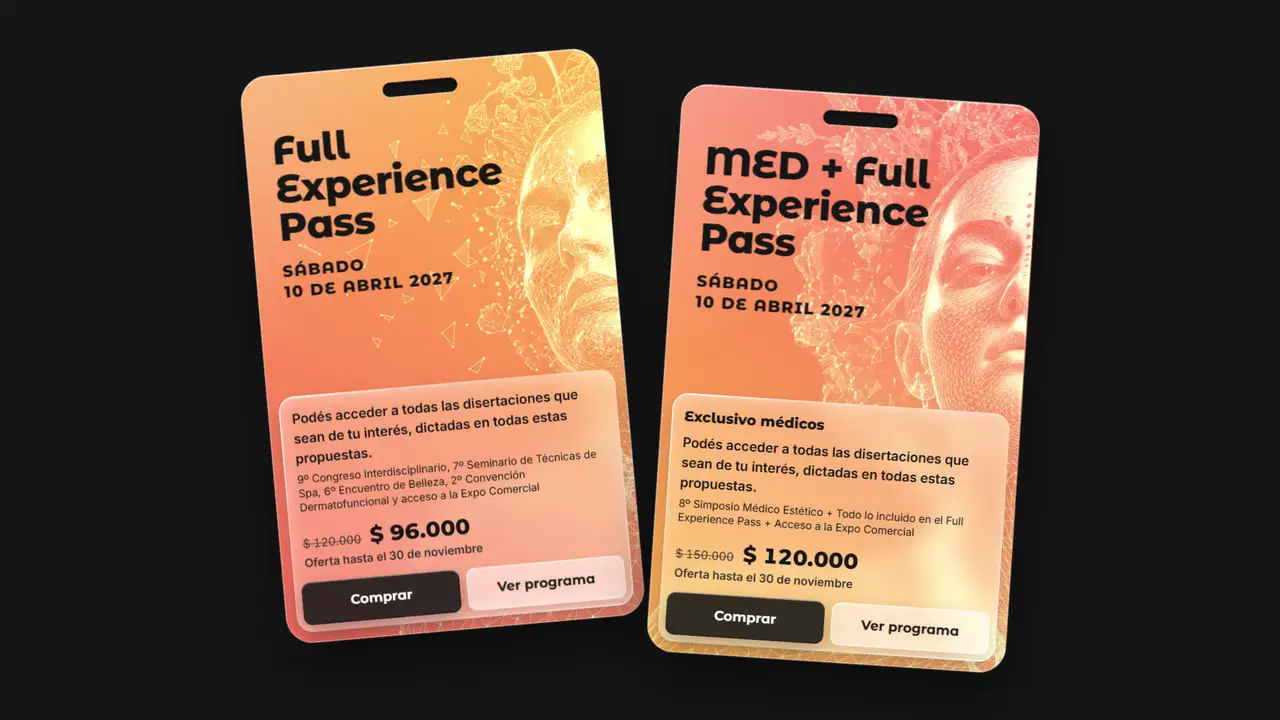 Full
Experience
Pass
SÁBADO
10 DE ABRIL 2027
Podés acceder a todas las disertaciones que
sean de tu interés, dictadas en todas estas
propuestas.
9º Congreso Interdisciplinario, 7º Seminario de Técnicas de
Spa, 6º Encuentro de Belleza, 2º Convención
Dermatofuncional y acceso a la Expo Comercial
$ 120.000 $ 96.000
Oferta hasta el 30 de noviembre
Comprar
Ver programa
MED + Full
Experience
Pass
SÁBADO
10 DE ABRIL 2027
Exclusivo médicos
Podés acceder a todas las disertaciones que
sean de tu interés, dictadas en todas estas
propuestas.
8º Simposio Médico Estético + Todo lo incluido en el Full
Experience Pass + Acceso a la Expo Comercial
$ 150.000 $ 120.000
Oferta hasta el 30 de noviembre
Comprar
Ver programa